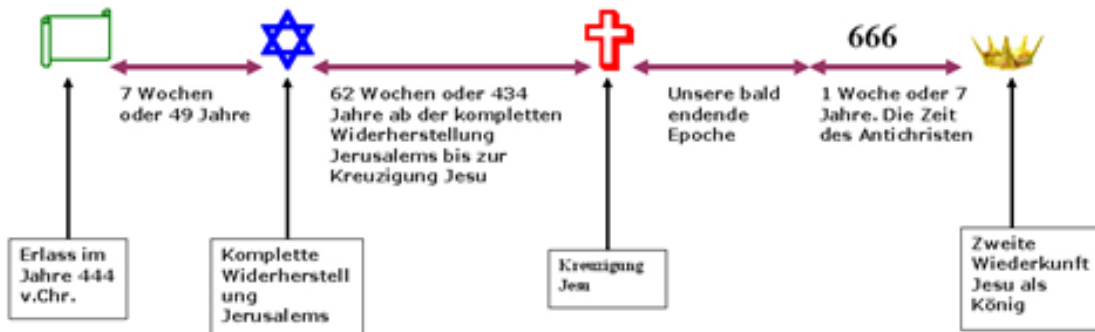 666
7 Wochen
oder 49 Jahre
62 Wochen oder 434
Jahre ab der kompletten
Widerherstellung
Jerusalems bis zur
Kreuzigung Jesu
Unsere bald
endende
Epoche
1 Woche oder 7
Jahre. Die Zeit
des Antichristen
Erlass im
Jahre 444
v.Chr.
Komplette
Widerherstell
ung
Jerusalems
Kreuzigung
Jesu
Zweite
Wiederkunft
Jesu als
König